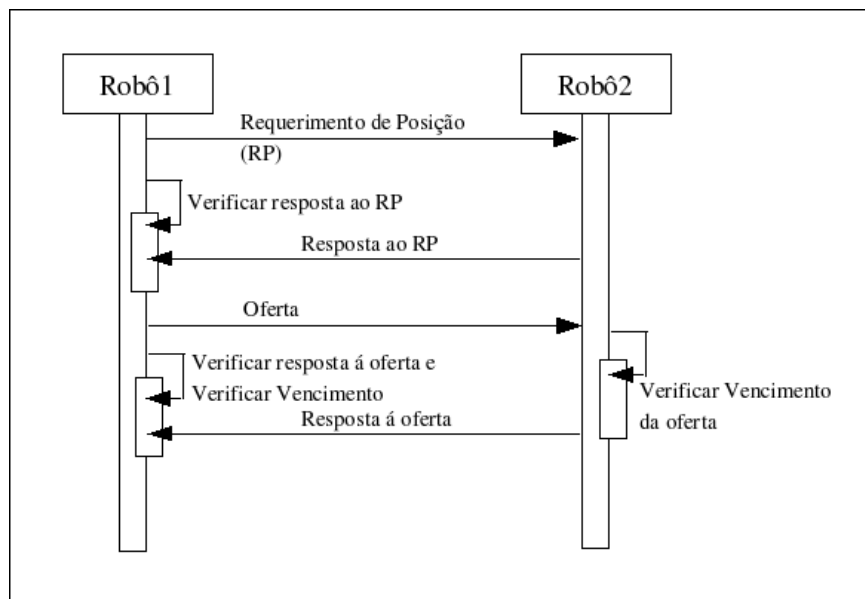 Robô1
Robô2
Requerimento de Posição
(RP)
Verificar resposta ao RP
Resposta ao RP
Oferta
Verificar resposta á oferta e
Verificar Vencimento
Verificar Vencimento
da oferta
Resposta á oferta